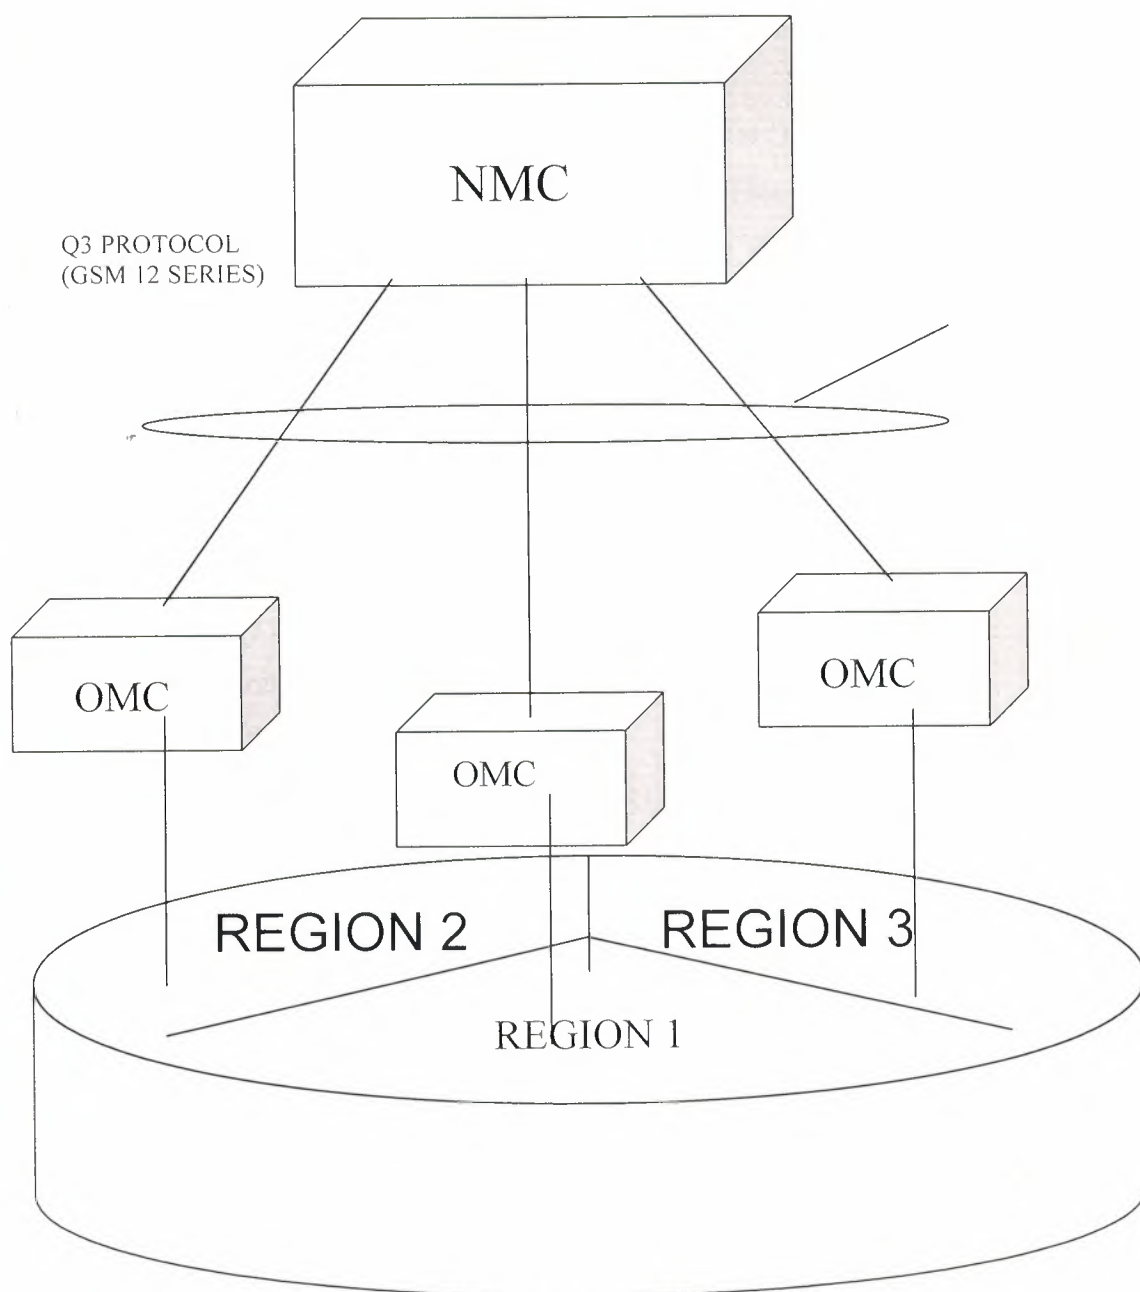 NMC
Q3 PROTOCOL
(GSM 12 SERIES)
OMC
OMC
OMC
REGION 2
REGION 3
REGION 1